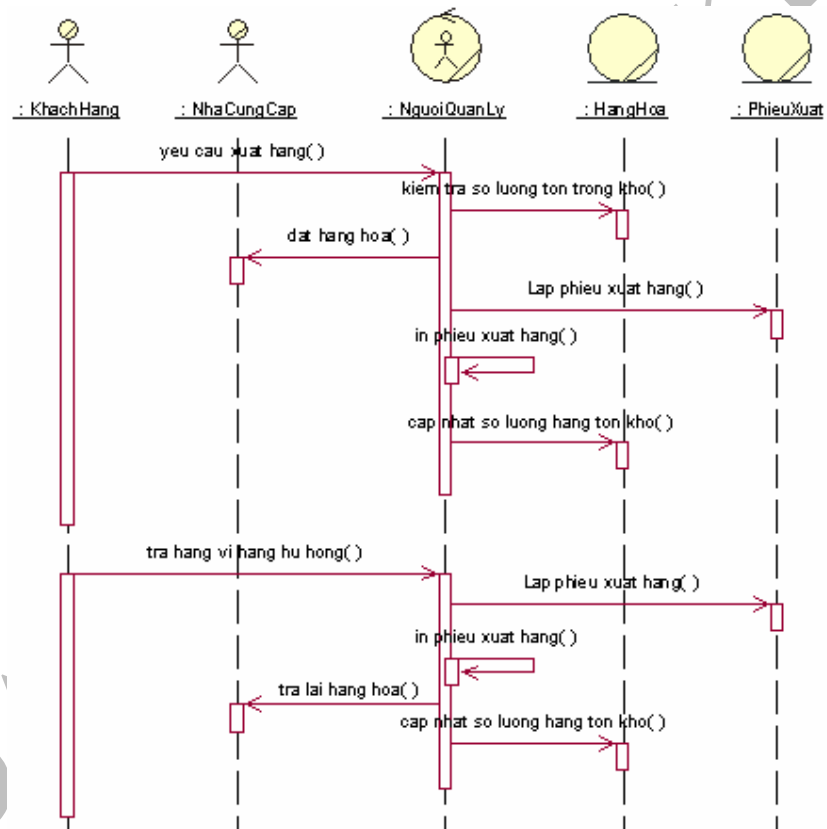 : KhachHang
: NhaCungCap
: NguoiQuanLy
: HangHoa
: PhieuXuat
yeu cau xuat hang( )
kiem tra so luong ton trong kho( )
dat hang hoa( )
Lap phieu xuat hang( )
in phieu xuat hang( )
cap nhat so luong hang ton kho( )
tra hang vi hang hu hong( )
Lap phieu xuat hang( )
in phieu xuat hang( )
tra lai hang hoa( )
cap nhat so luong hang ton kho( )